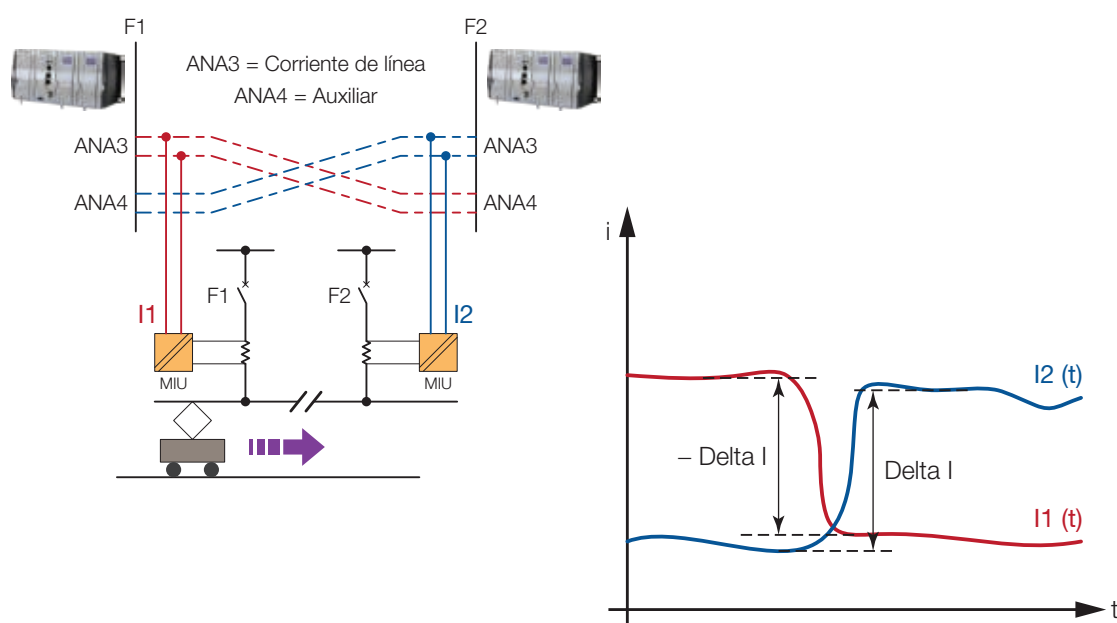 F1
F2
ANA3 = Corriente de línea
ANA4 = Auxiliar
ANA3
ANA3
ANA4
ANA4
F1
F2
I1
I2
MIU
MIU
i
I2 (t)
– Delta I
Delta I
I1 (t)
t